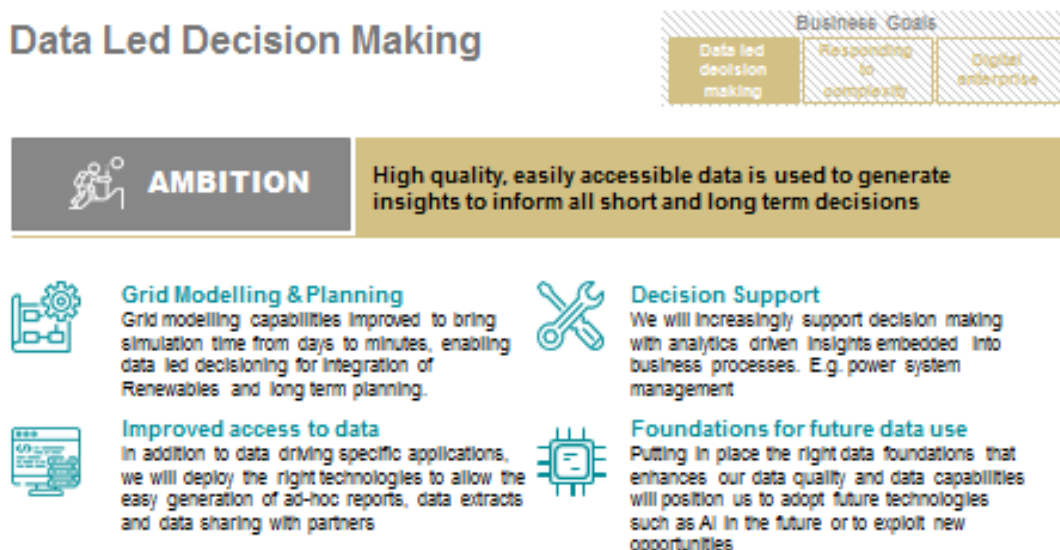 Data Led Decision Making
Business Goals
Data led
decision
making
Responding
to
complexity
Digital
enterprise
AMBITION
High quality, easily accessible data is used to generate
insights to inform all short and long term decisions
Grid Modelling & Planning
Grid modelling capabilities improved to bring
simulation time from days to minutes, enabling
data led decisioning for integration of
Renewables and long term planning.
Decision Support
We will increasingly support decision making
with analytics driven insights embedded into
business processes. E.g. power system
management
Improved access to data
In addition to data driving specific applications,
we will deploy the right technologies to allow the
easy generation of ad-hoc reports, data extracts
and data sharing with partners
Foundations for future data use
Putting in place the right data foundations that
enhances our data quality and data capabilities
will position us to adopt future technologies
such as AI in the future or to exploit new
opportunities